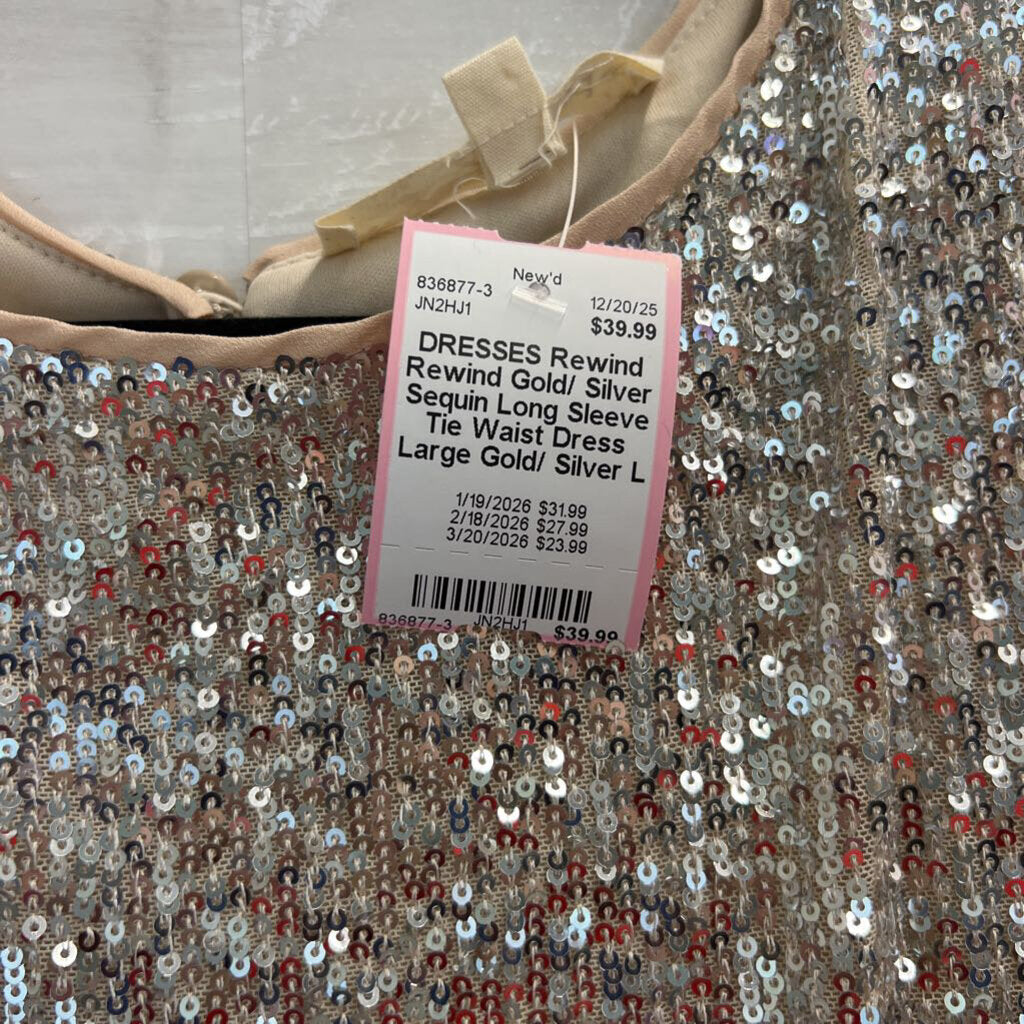 New'd
836877-3 12/20/25
JN2HJ1 $39.99
DRESSES Rewind
Rewind Gold/ Silver
Sequin Long Sleeve
Tie Waist Dress
Large Gold/ Silver L
1/19/2026 $31.99
2/18/2026 $27.99
3/20/2026 $23.99
836877-3 JN2HJ1 $39.99